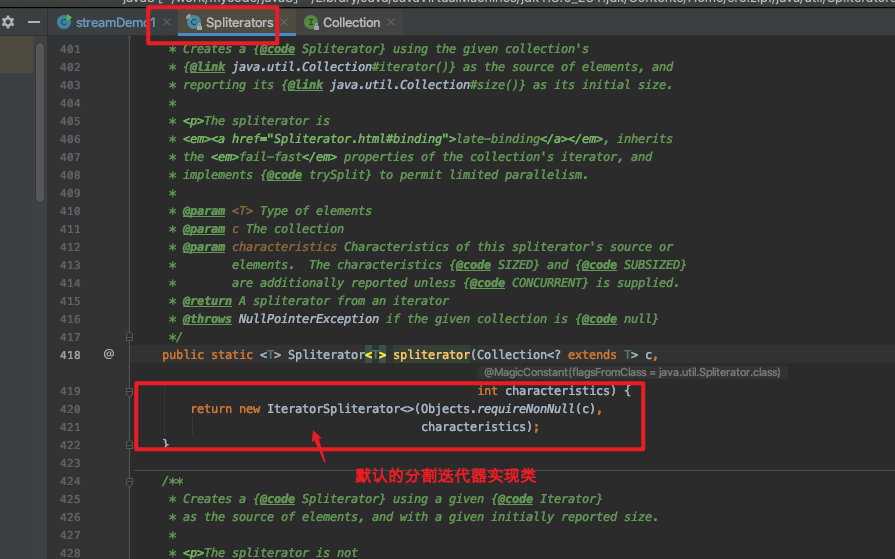 streamDemo1 × Spliterators × Collection ×
401 * Creates a {@code Spliterator} using the given collection's
402 * {@link java.util.Collection#iterator()} as the source of elements, and
403 * reporting its {@link java.util.Collection#size()} as its initial size.
404 *
405 * <p>The spliterator is
406 * <em><a href="Spliterator.html#binding">late-binding</a></em>, inherits
407 * the <em>fail-fast</em> properties of the collection's iterator, and
408 * implements {@code trySplit} to permit limited parallelism.
409 *
410 * @param <T> Type of elements
411 * @param c The collection
412 * @param characteristics Characteristics of this spliterator's source or
413 * elements. The characteristics {@code SIZED} and {@code SUBSIZED}
414 * are additionally reported unless {@code CONCURRENT} is supplied.
415 * @return A spliterator from an iterator
416 * @throws NullPointerException if the given collection is {@code null}
417 */
418 @ public static <T> Spliterator<T> spliterator(Collection<? extends T> c,
@MagicConstant(flagsFromClass = java.util.Spliterator.class)
419 int characteristics) {
420 return new IteratorSpliterator<>(Objects.requireNonNull(c),
421 characteristics);
422 }
423
默认的分割迭代器实现类
424 /**
425 * Creates a {@code Spliterator} using a given {@code Iterator}
426 * as the source of elements, and with a given initially reported size.
427 *
428 * <p>The spliterator is not